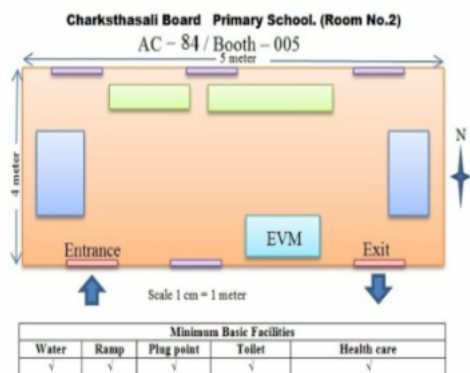 Charksthasali Board Primary School. (Room No.2)
AC – 84 / Booth – 005
5 meter
4 meter
N
EVM
Entrance
Exit
Scale 1 cm = 1 meter
Minimum Basic Facilities
Water Ramp Plug point Toilet Health care
√ √ √ √ √